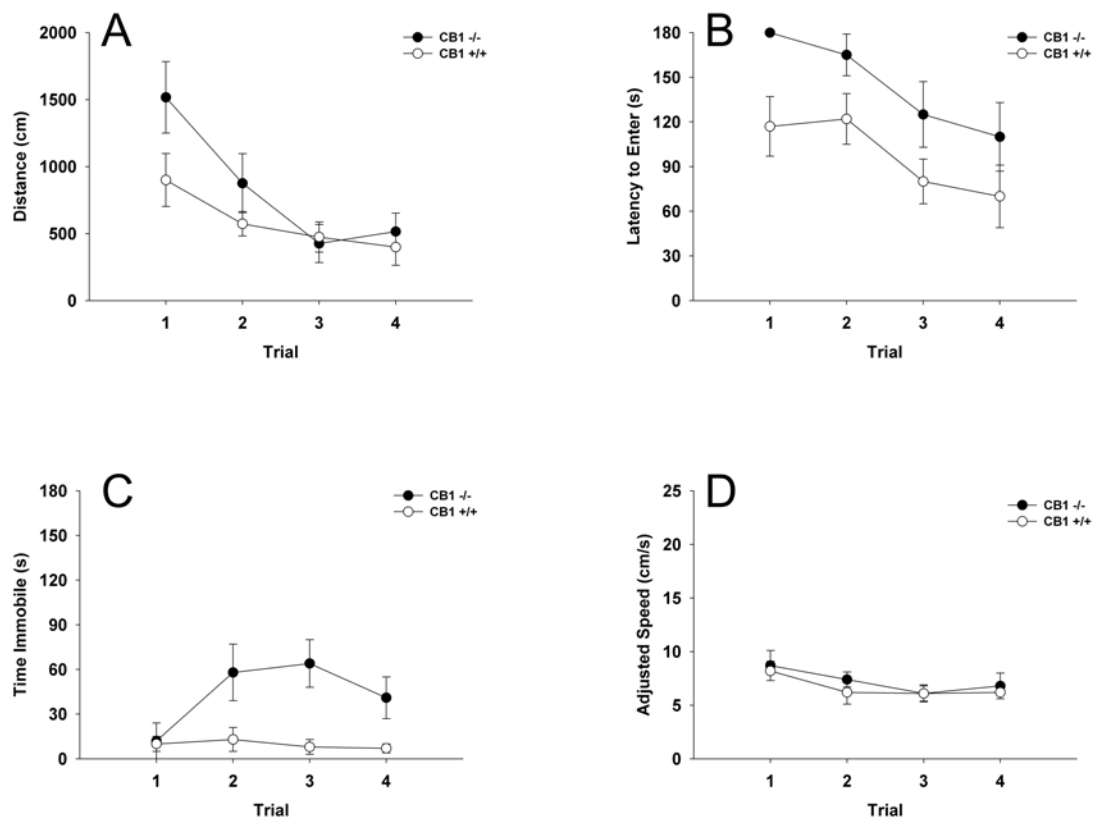 A
CB1 -/-
CB1 +/+
Distance (cm)
2000
1500
1000
500
0
1 2 3 4
Trial
B
CB1 -/-
CB1 +/+
Latency to Enter (s)
180
150
120
90
60
30
0
1 2 3 4
Trial
C
CB1 -/-
CB1 +/+
Time Immobile (s)
180
150
120
90
60
30
0
1 2 3 4
Trial
D
CB1 -/-
CB1 +/+
Adjusted Speed (cm/s)
25
20
15
10
5
0
1 2 3 4
Trial